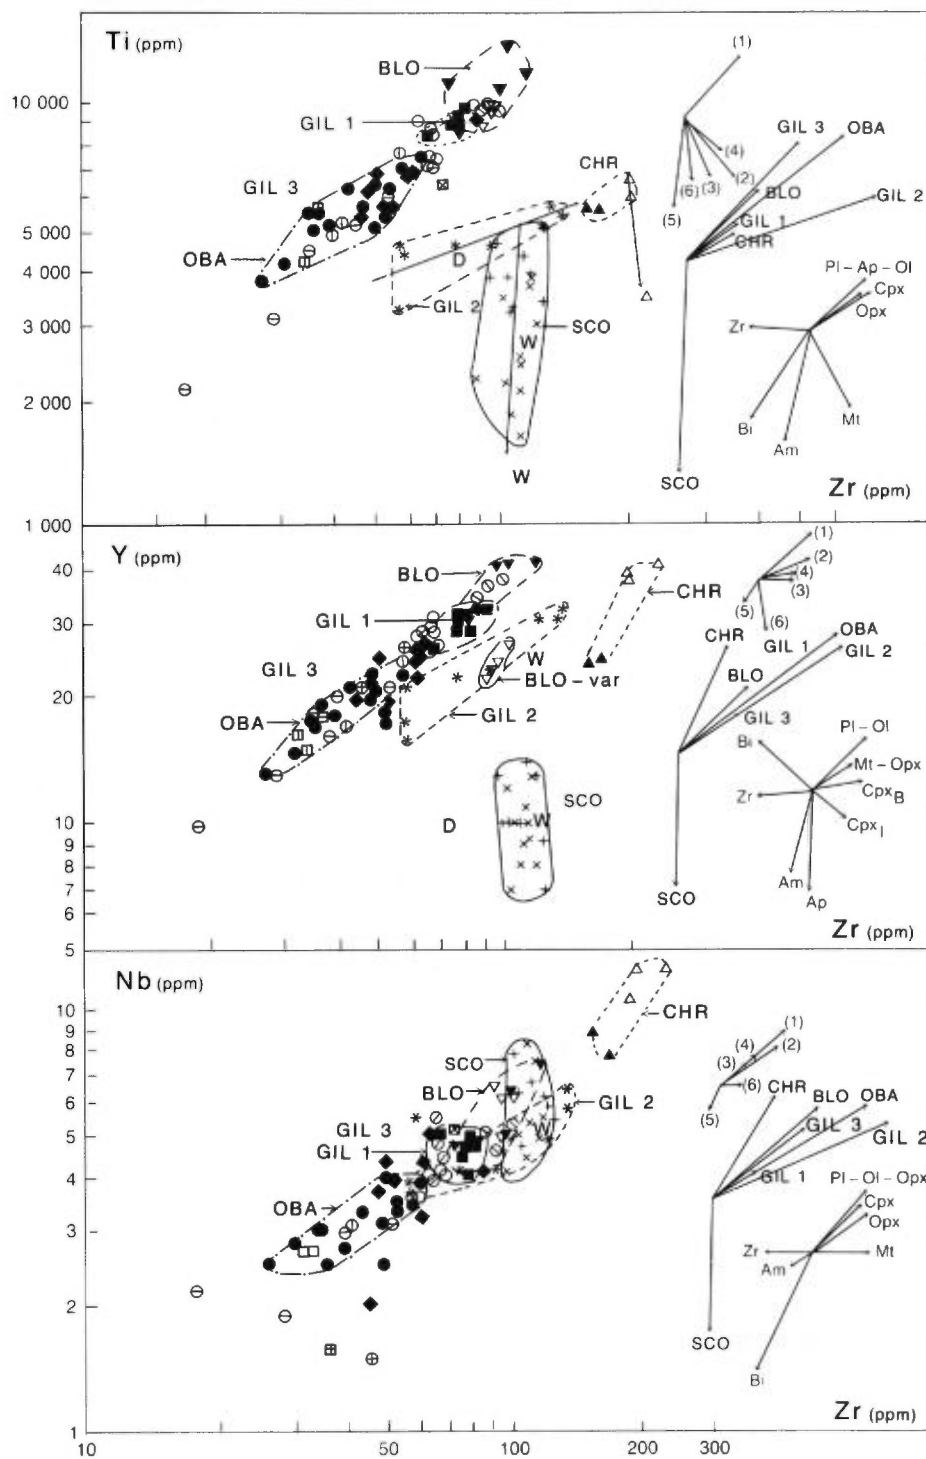 Ti (ppm)
BLO
(1)
10 000
GIL 1
GIL 3
OBA
(4)
CHR
(6)
(3)
(2)
GIL 3
(5)
BLO
GIL 2
GIL 1
5 000
CHR
OBA
D
4 000
Pl - Ap - Ol
GIL 2
Cpx
SCO
Opx
3 000
W
Zr
2 000
Bi
Mt
Am
W
SCO
Zr (ppm)
1 000
Y (ppm)
(1)
40
BLO
(2)
(4)
CHR
(3)
(5)
30
GIL 1
(6)
GIL 1
OBA
CHR
GIL 3
W
GIL 2
BLO
20
BLO - var
OBA
GIL 2
GIL 3
Pl - Ol
Bi
Mt - Opx
SCO
Zr
Cpx B
10
D
W
Cpx I
9
8
Am
7
SCO
Ap
6
Zr (ppm)
5
Nb (ppm)
10
CHR
(1)
9
(4)
8
SCO
(3)
(2)
7
(6)
CHR
BLO
BLO
OBA
6
GIL 2
(5)
GIL 3
5
GIL 3
W
GIL 1
GIL 2
4
GIL 1
Pl - Ol - Opx
OBA
Cpx
3
Opx
Zr
Mt
Am
2
SCO
Bi
Zr (ppm)
1
10
50
100
200
300